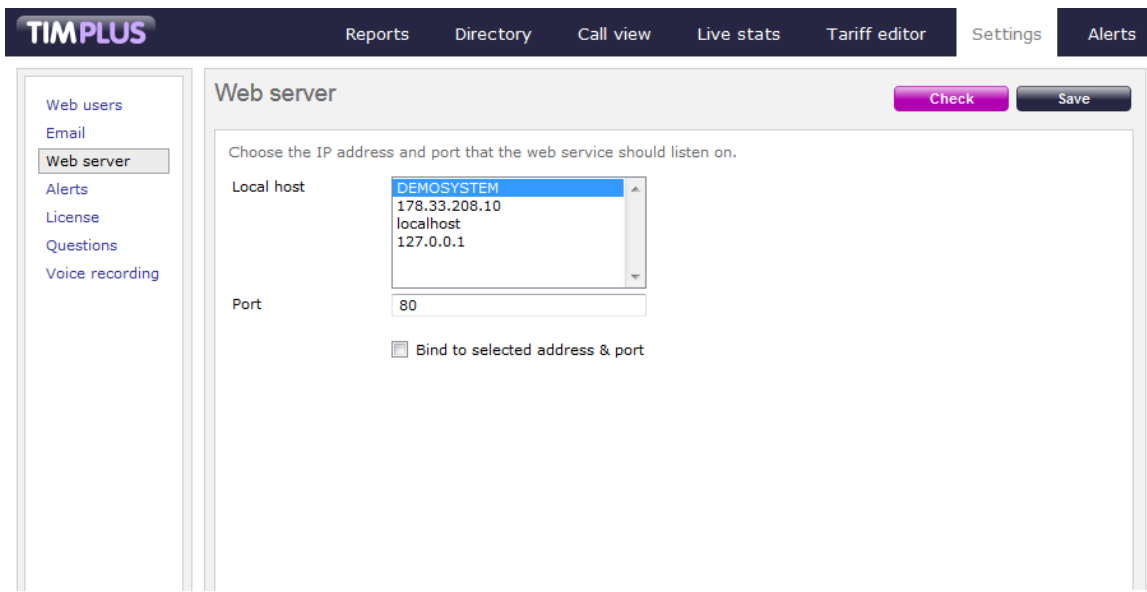 TIMPLUS
Reports Directory Call view Live stats Tariff editor Settings Alerts
Web users
Email
Web server
Alerts
License
Questions
Voice recording
Web server
Check Save
Choose the IP address and port that the web service should listen on.
Local host
DEMOSYSTEM
178.33.208.10
localhost
127.0.0.1
Port 80
Bind to selected address & port